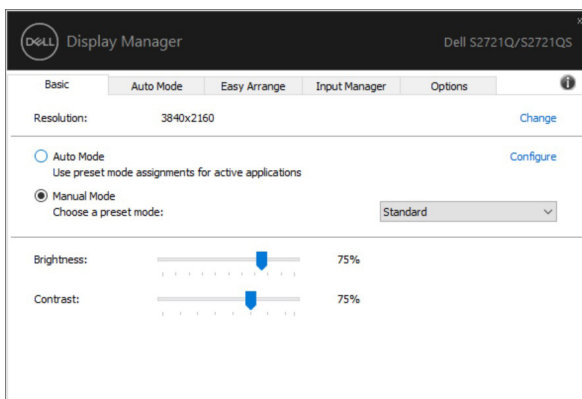 DELL Display Manager Dell S2721Q/S2721QS
Basic Auto Mode Easy Arrange Input Manager Options
Resolution: 3840x2160 Change
Auto Mode Configure
Use preset mode assignments for active applications
Manual Mode
Choose a preset mode: Standard
Brightness: 75%
Contrast: 75%